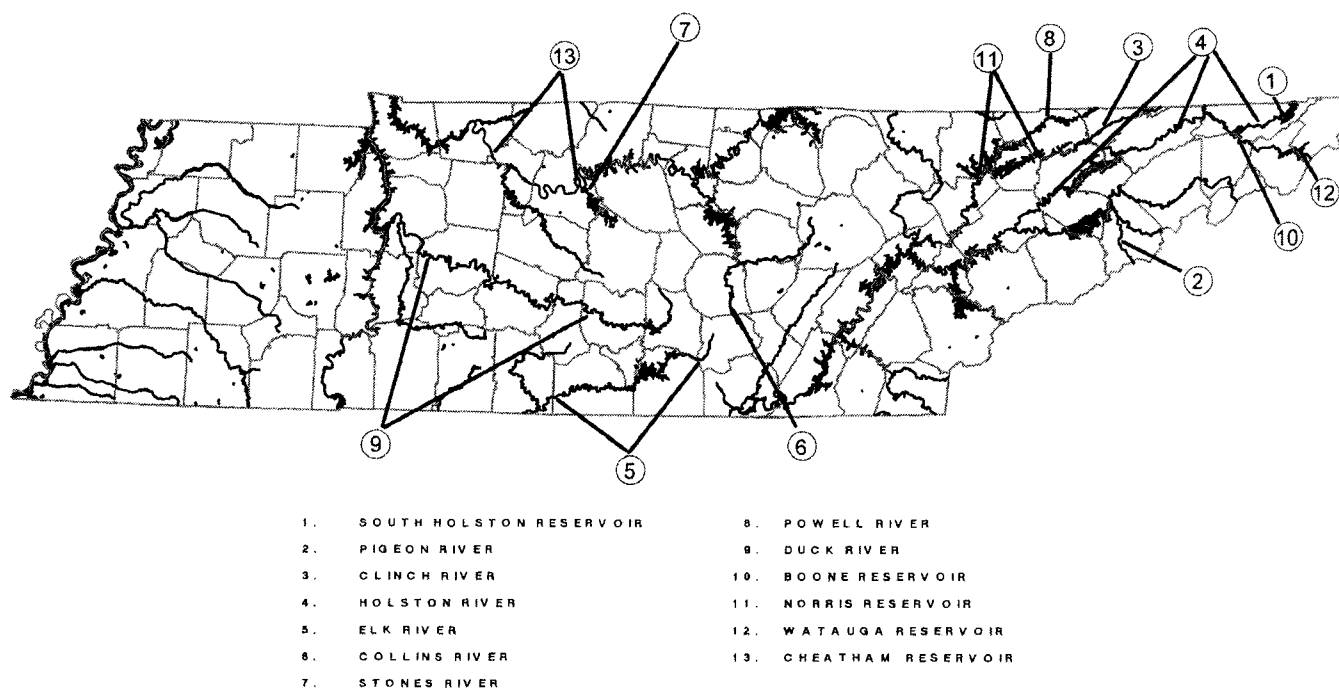 7
13
8
3
4
11
1
12
10
2
9
6
5
1. SOUTH HOLSTON RESERVOIR
2. PIGEON RIVER
3. CLINCH RIVER
4. HOLSTON RIVER
5. ELK RIVER
6. COLLINS RIVER
7. STONES RIVER
8. POWELL RIVER
9. DUCK RIVER
10. BOONE RESERVOIR
11. NORRIS RESERVOIR
12. WATAUGA RESERVOIR
13. CHEATHAM RESERVOIR